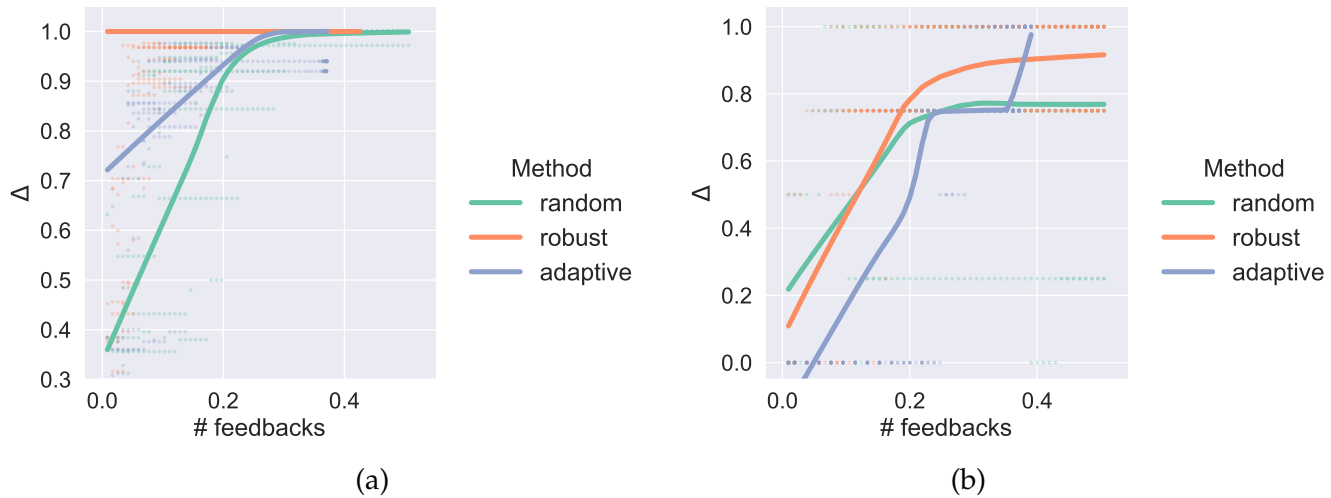 1.0
0.9
0.8
0.7
0.6
0.5
0.4
0.3
Δ
0.0 0.2 0.4
# feedbacks
Method
random
robust
adaptive
(a)
1.0
0.8
0.6
0.4
0.2
0.0
Δ
0.0 0.2 0.4
# feedbacks
Method
random
robust
adaptive
(b)